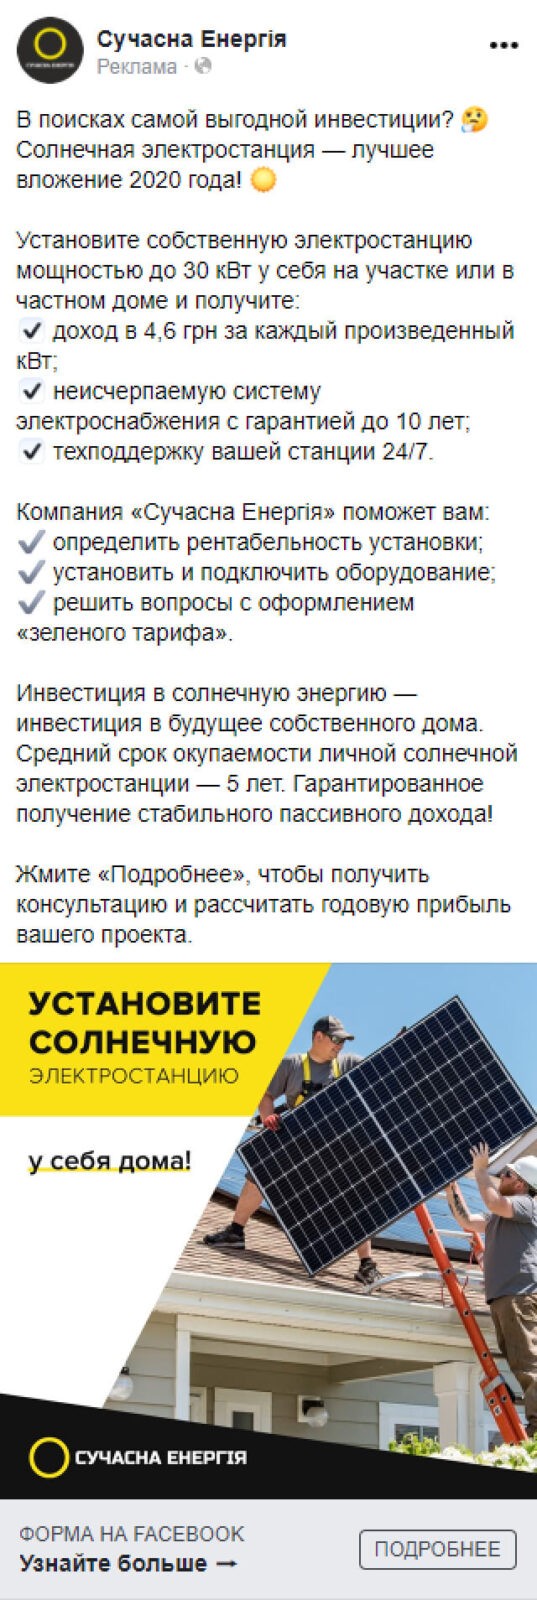 Сучасна Енергія
Реклама ·
В поисках самой выгодной инвестиции? 🤔
Солнечная электростанция — лучшее
вложение 2020 года! 🌞
Установите собственную электростанцию
мощностью до 30 кВт у себя на участке или в
частном доме и получите:
✔ доход в 4,6 грн за каждый произведенный
кВт;
✔ неисчерпаемую систему
электроснабжения с гарантией до 10 лет;
✔ техподдержку вашей станции 24/7.
Компания «Сучасна Енергія» поможет вам:
✔ определить рентабельность установки;
✔ установить и подключить оборудование;
✔ решить вопросы с оформлением
«зеленого тарифа».
Инвестиция в солнечную энергию —
инвестиция в будущее собственного дома.
Средний срок окупаемости личной солнечной
электростанции — 5 лет. Гарантированное
получение стабильного пассивного дохода!
Жмите «Подробнее», чтобы получить
консультацию и рассчитать годовую прибыль
вашего проекта.
УСТАНОВИТЕ
СОЛНЕЧНУЮ
ЭЛЕКТРОСТАНЦИЮ
у себя дома!
СУЧАСНА ЕНЕРГІЯ
ФОРМА НА FACEBOOK
Узнайте больше →
ПОДРОБНЕЕ